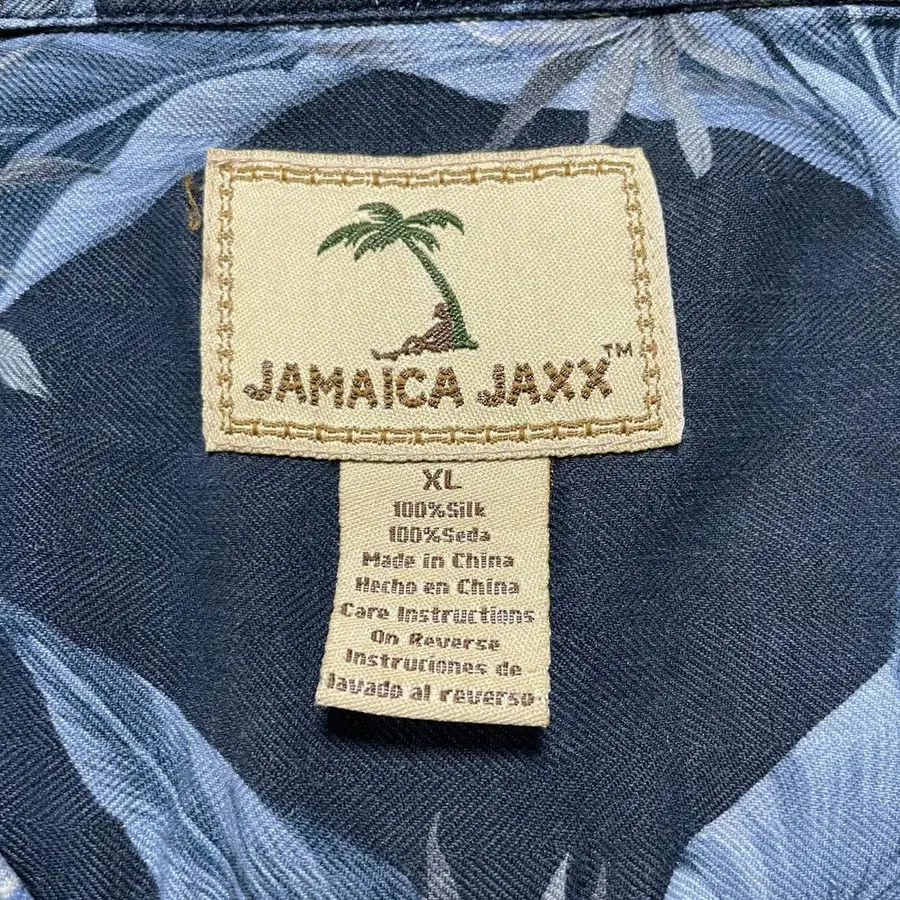 JAMAICA JAXX™
XL
100%Silk
100%Seda
Made in China
Hecho en China
Care Instructions
On Reverse
Instruciones de
lavado al reverso